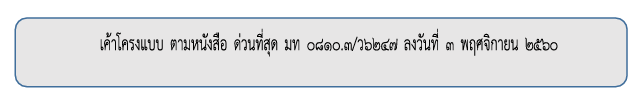 เค้าโครงแบบ ตามหนังสือ ด่วนที่สุด มท ๐๘๑๐.๓/ว๖๒๔๗ ลงวันที่ ๓ พฤศจิกายน ๒๕๖๐